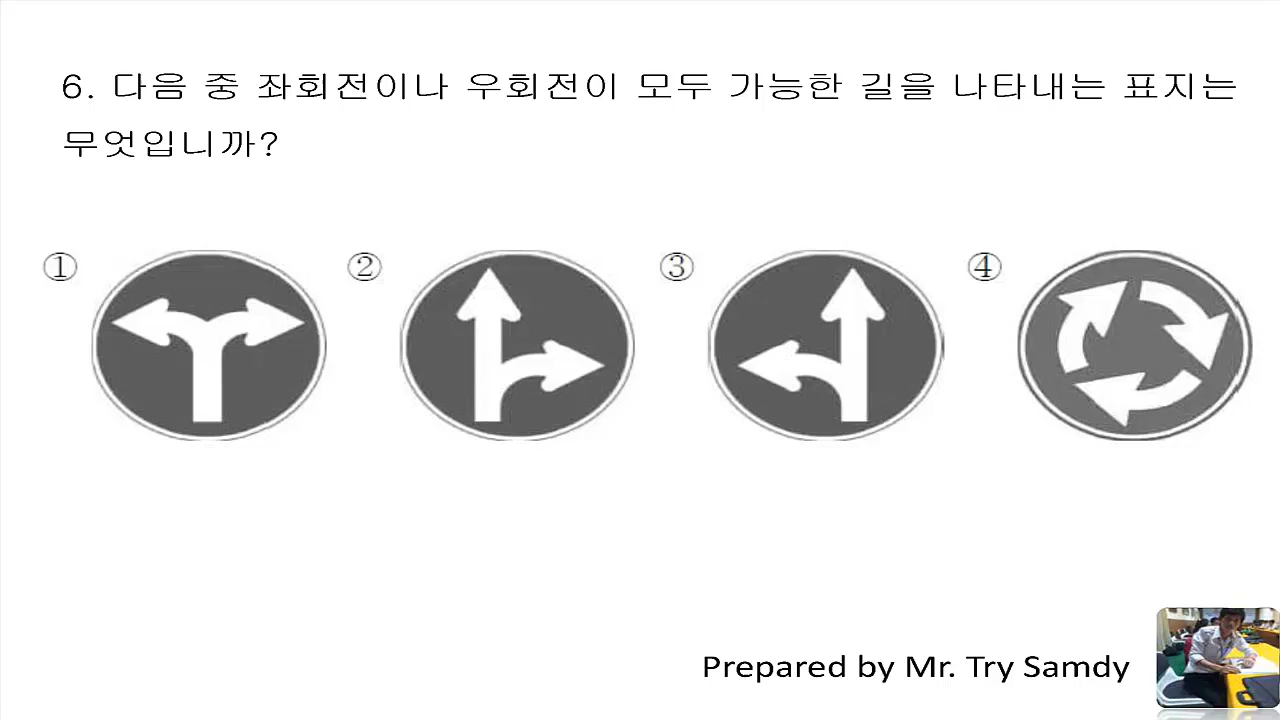 6. 다음 중 좌회전이나 우회전이 모두 가능한 길을 나타내는 표지는
무엇입니까?
① ② ③ ④
Prepared by Mr. Try Samdy